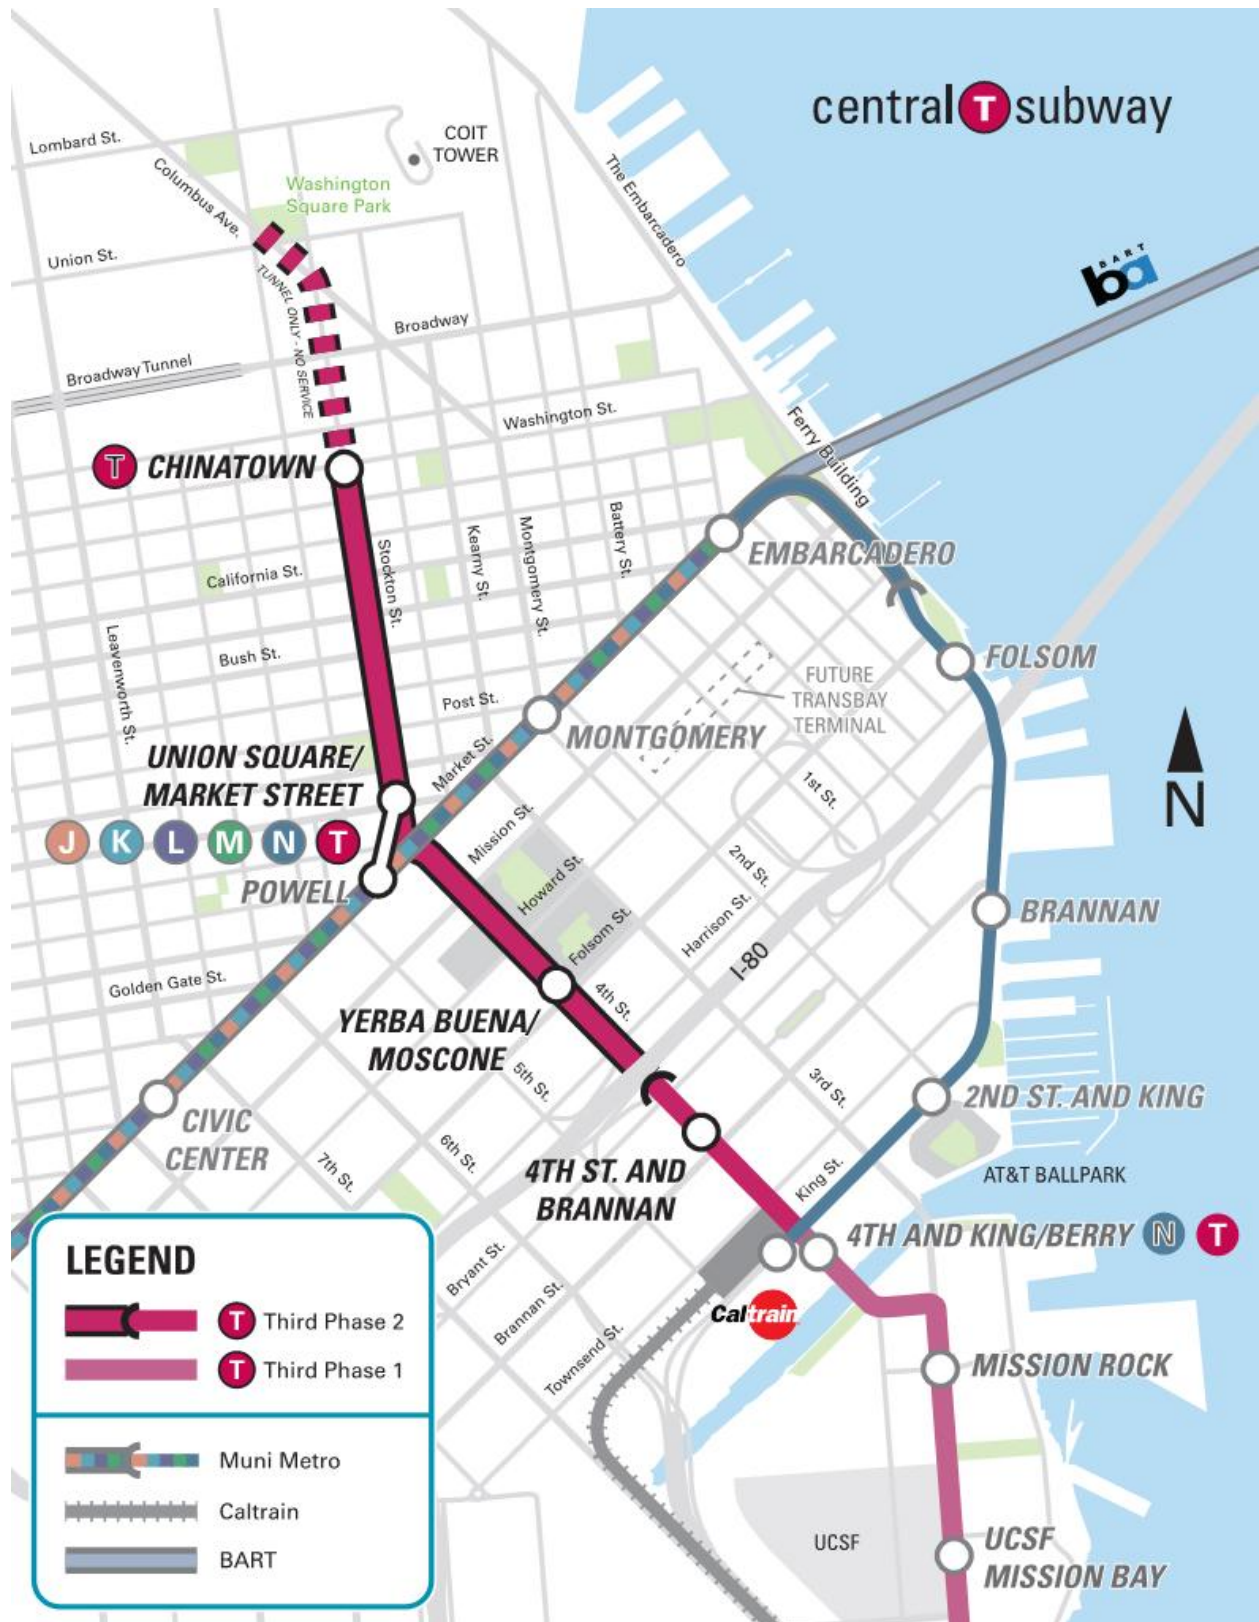 central T subway
COIT
TOWER
Lombard St.
Columbus Ave.
Washington
Square Park
The Embarcadero
Union St.
BART
ba
TUNNEL ONLY - NO SERVICE
Broadway
Broadway Tunnel
Washington St.
Ferry Building
T CHINATOWN
Stockton St.
Kearny St.
Montgomery St.
Battery St.
EMBARCADERO
California St.
Leavenworth St.
Bush St.
FOLSOM
FUTURE
TRANSBAY
TERMINAL
Post St.
MONTGOMERY
Market St.
UNION SQUARE/
MARKET STREET
1st St.
N
Mission St.
J K L M N T
POWELL
Howard St.
2nd St.
Harrison St.
BRANNAN
Folsom St.
I-80
Golden Gate St.
4th St.
YERBA BUENA/
MOSCONE
5th St.
3rd St.
2ND ST. AND KING
CIVIC
CENTER
6th St.
7th St.
4TH ST. AND
BRANNAN
King St.
AT&T BALLPARK
4TH AND KING/BERRY N T
Bryant St.
Brannan St.
Townsend St.
Caltrain
MISSION ROCK
UCSF
UCSF
MISSION BAY
LEGEND
T Third Phase 2
T Third Phase 1
Muni Metro
Caltrain
BART